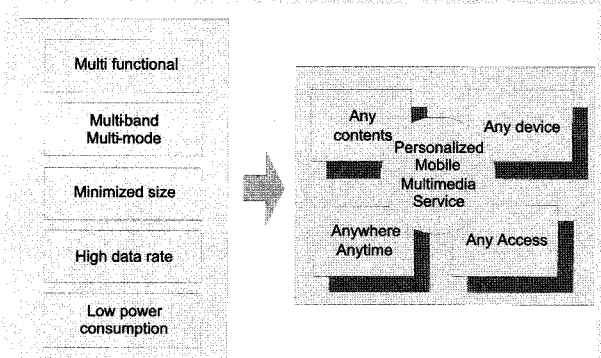 Multi functional
Multi-band
Multi-mode
Minimized size
High data rate
Low power
consumption
Any
contents
Any device
Personalized
Mobile
Multimedia
Service
Anywhere
Anytime
Any Access